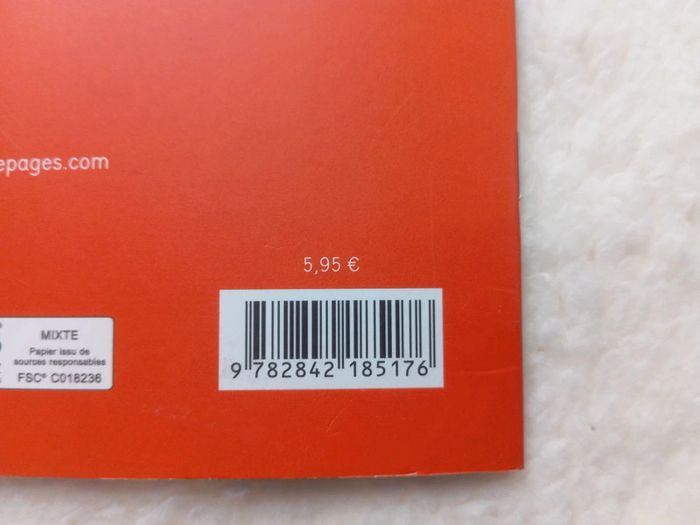 epages.com
5,95 €
MIXTE
Papier issu de
sources responsables
FSC® C018236
9 782842 185176